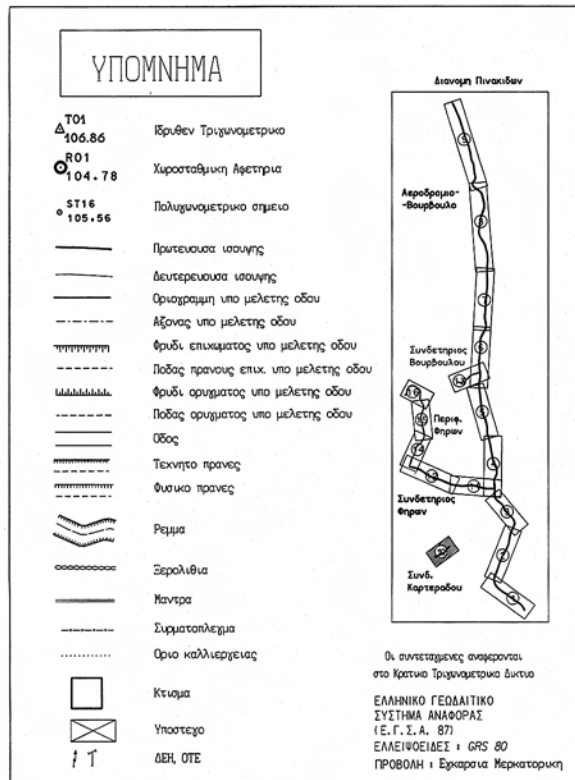 ΥΠΟΜΝΗΜΑ
T01
106.86
Ιδρυθεν Τριγωνομετρικο
R01
104.78
Χωροσταθμικη Αφετηρια
ST16
105.56
Πολυγωνομετρικο σημειο
Πρωτευουσα ισουψης
Δευτερευουσα ισουψης
Οριογραμμη υπο μελετης οδου
Αξονας υπο μελετης οδου
Φρυδι επιχωματος υπο μελετης οδου
Ποδας πρανους επιχ. υπο μελετης οδου
Φρυδι ορυγματος υπο μελετης οδου
Ποδας ορυγματος υπο μελετης οδου
Οδος
Τεχνητο πρανες
Φυσικο πρανες
Ρεμμα
Ξερολιθια
Μαντρα
Συρματοπλεγμα
Οριο καλλιεργειας
Κτισμα
Υποστεγο
ΔΕΗ, ΟΤΕ
Διανομη Πινακιδων
Αεροδρομιο-
-Βουρβουλο
Συνδετηριος
Βουρβουλου
Περιφ.
Φηρων
Συνδετηριος
Φηρων
Συνδ.
Καρτεραδου
Οι συντεταγμενες αναφερονται
στο Κρατικο Τριγωνομετρικο Δικτυο
ΕΛΛΗΝΙΚΟ ΓΕΩΔΑΙΤΙΚΟ
ΣΥΣΤΗΜΑ ΑΝΑΦΟΡΑΣ
(Ε.Γ.Σ.Α. 87)
ΕΛΛΕΙΨΟΕΙΔΕΣ : GRS 80
ΠΡΟΒΟΛΗ : Εγκαρσια Μερκατορικη